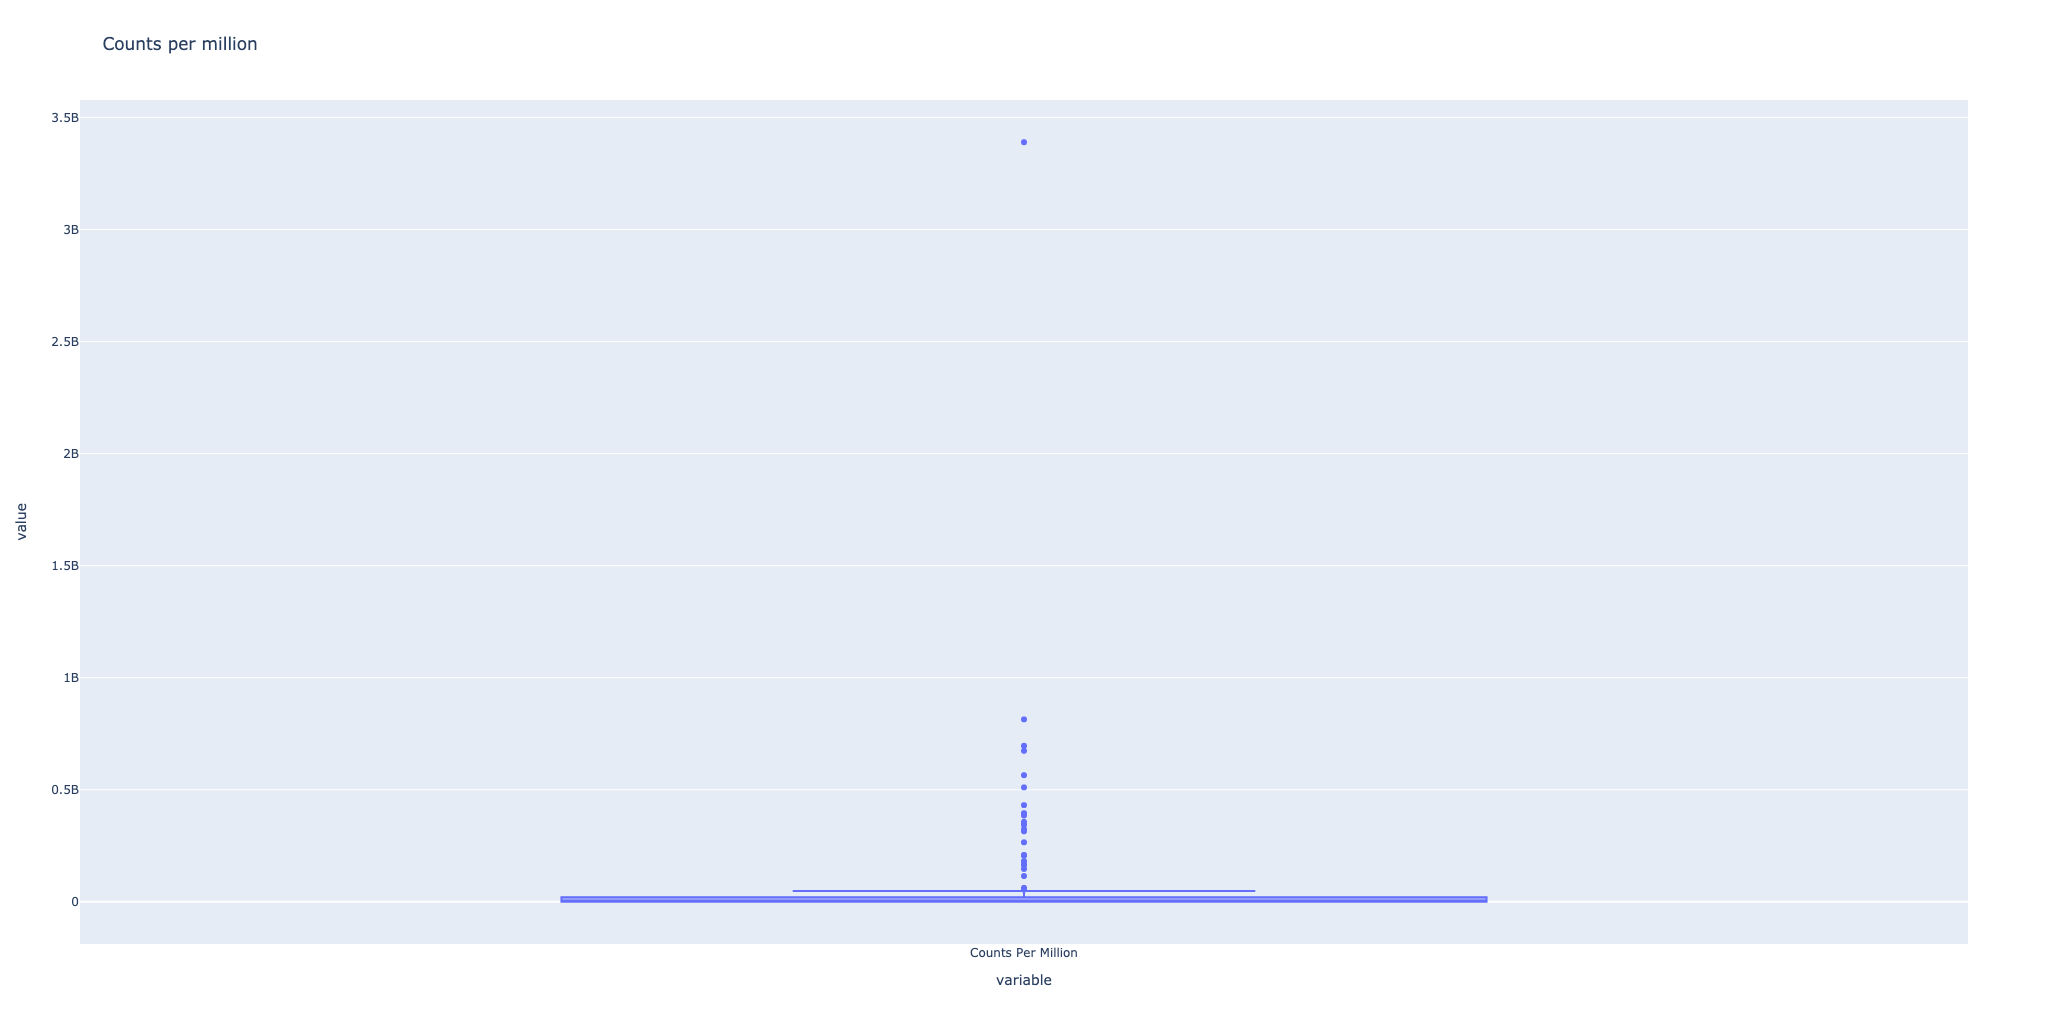 Counts per million
3.5B
3B
2.5B
2B
1.5B
1B
0.5B
0
value
Counts Per Million
variable